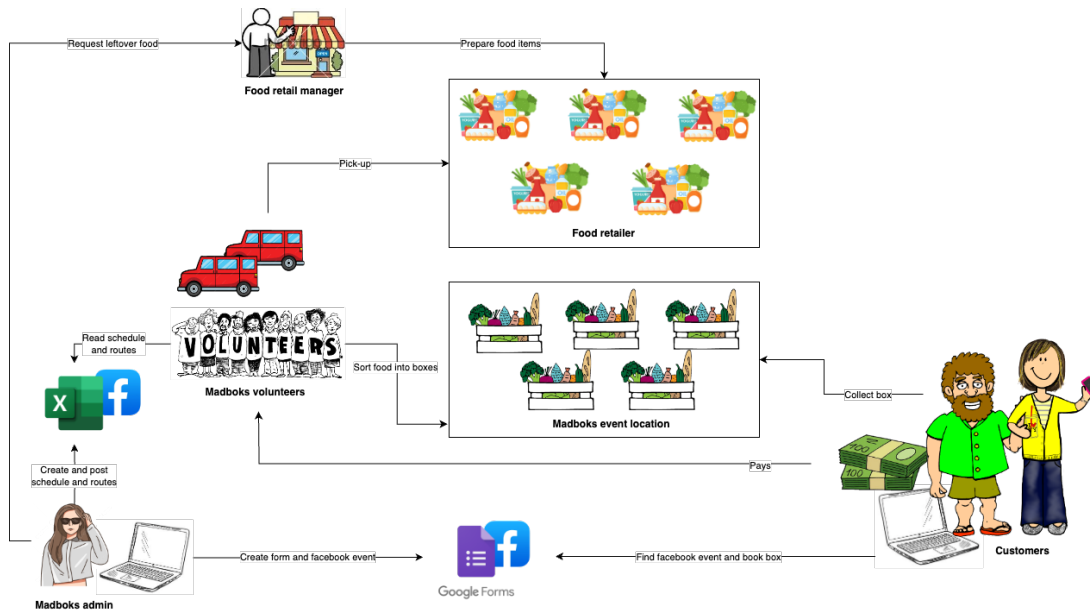 Request leftover food
Prepare food items
Food retail manager
Pick-up
Food retailer
VOLUNTEERS
Read schedule
and routes
Sort food into boxes
Madboks volunteers
X
Madboks event location
Collect box
Create and post
schedule and routes
Pays
100
100
Create form and facebook event
Find facebook event and book box
Customers
Google Forms
Madboks admin